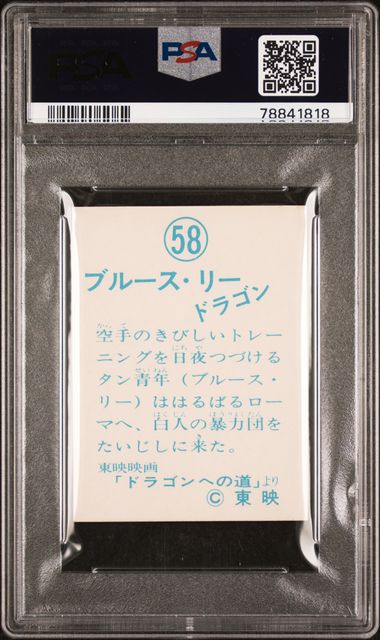 PSA
PSA
78841818
58
ブルース・リー
ドラゴン
空手のきびしいトレー
ニングを日夜つづける
タン青年（ブルース・
リー）ははるばるロー
マへ、白人の暴力団を
たいじしに来た。
東映映画
「ドラゴンへの道」より
© 東映